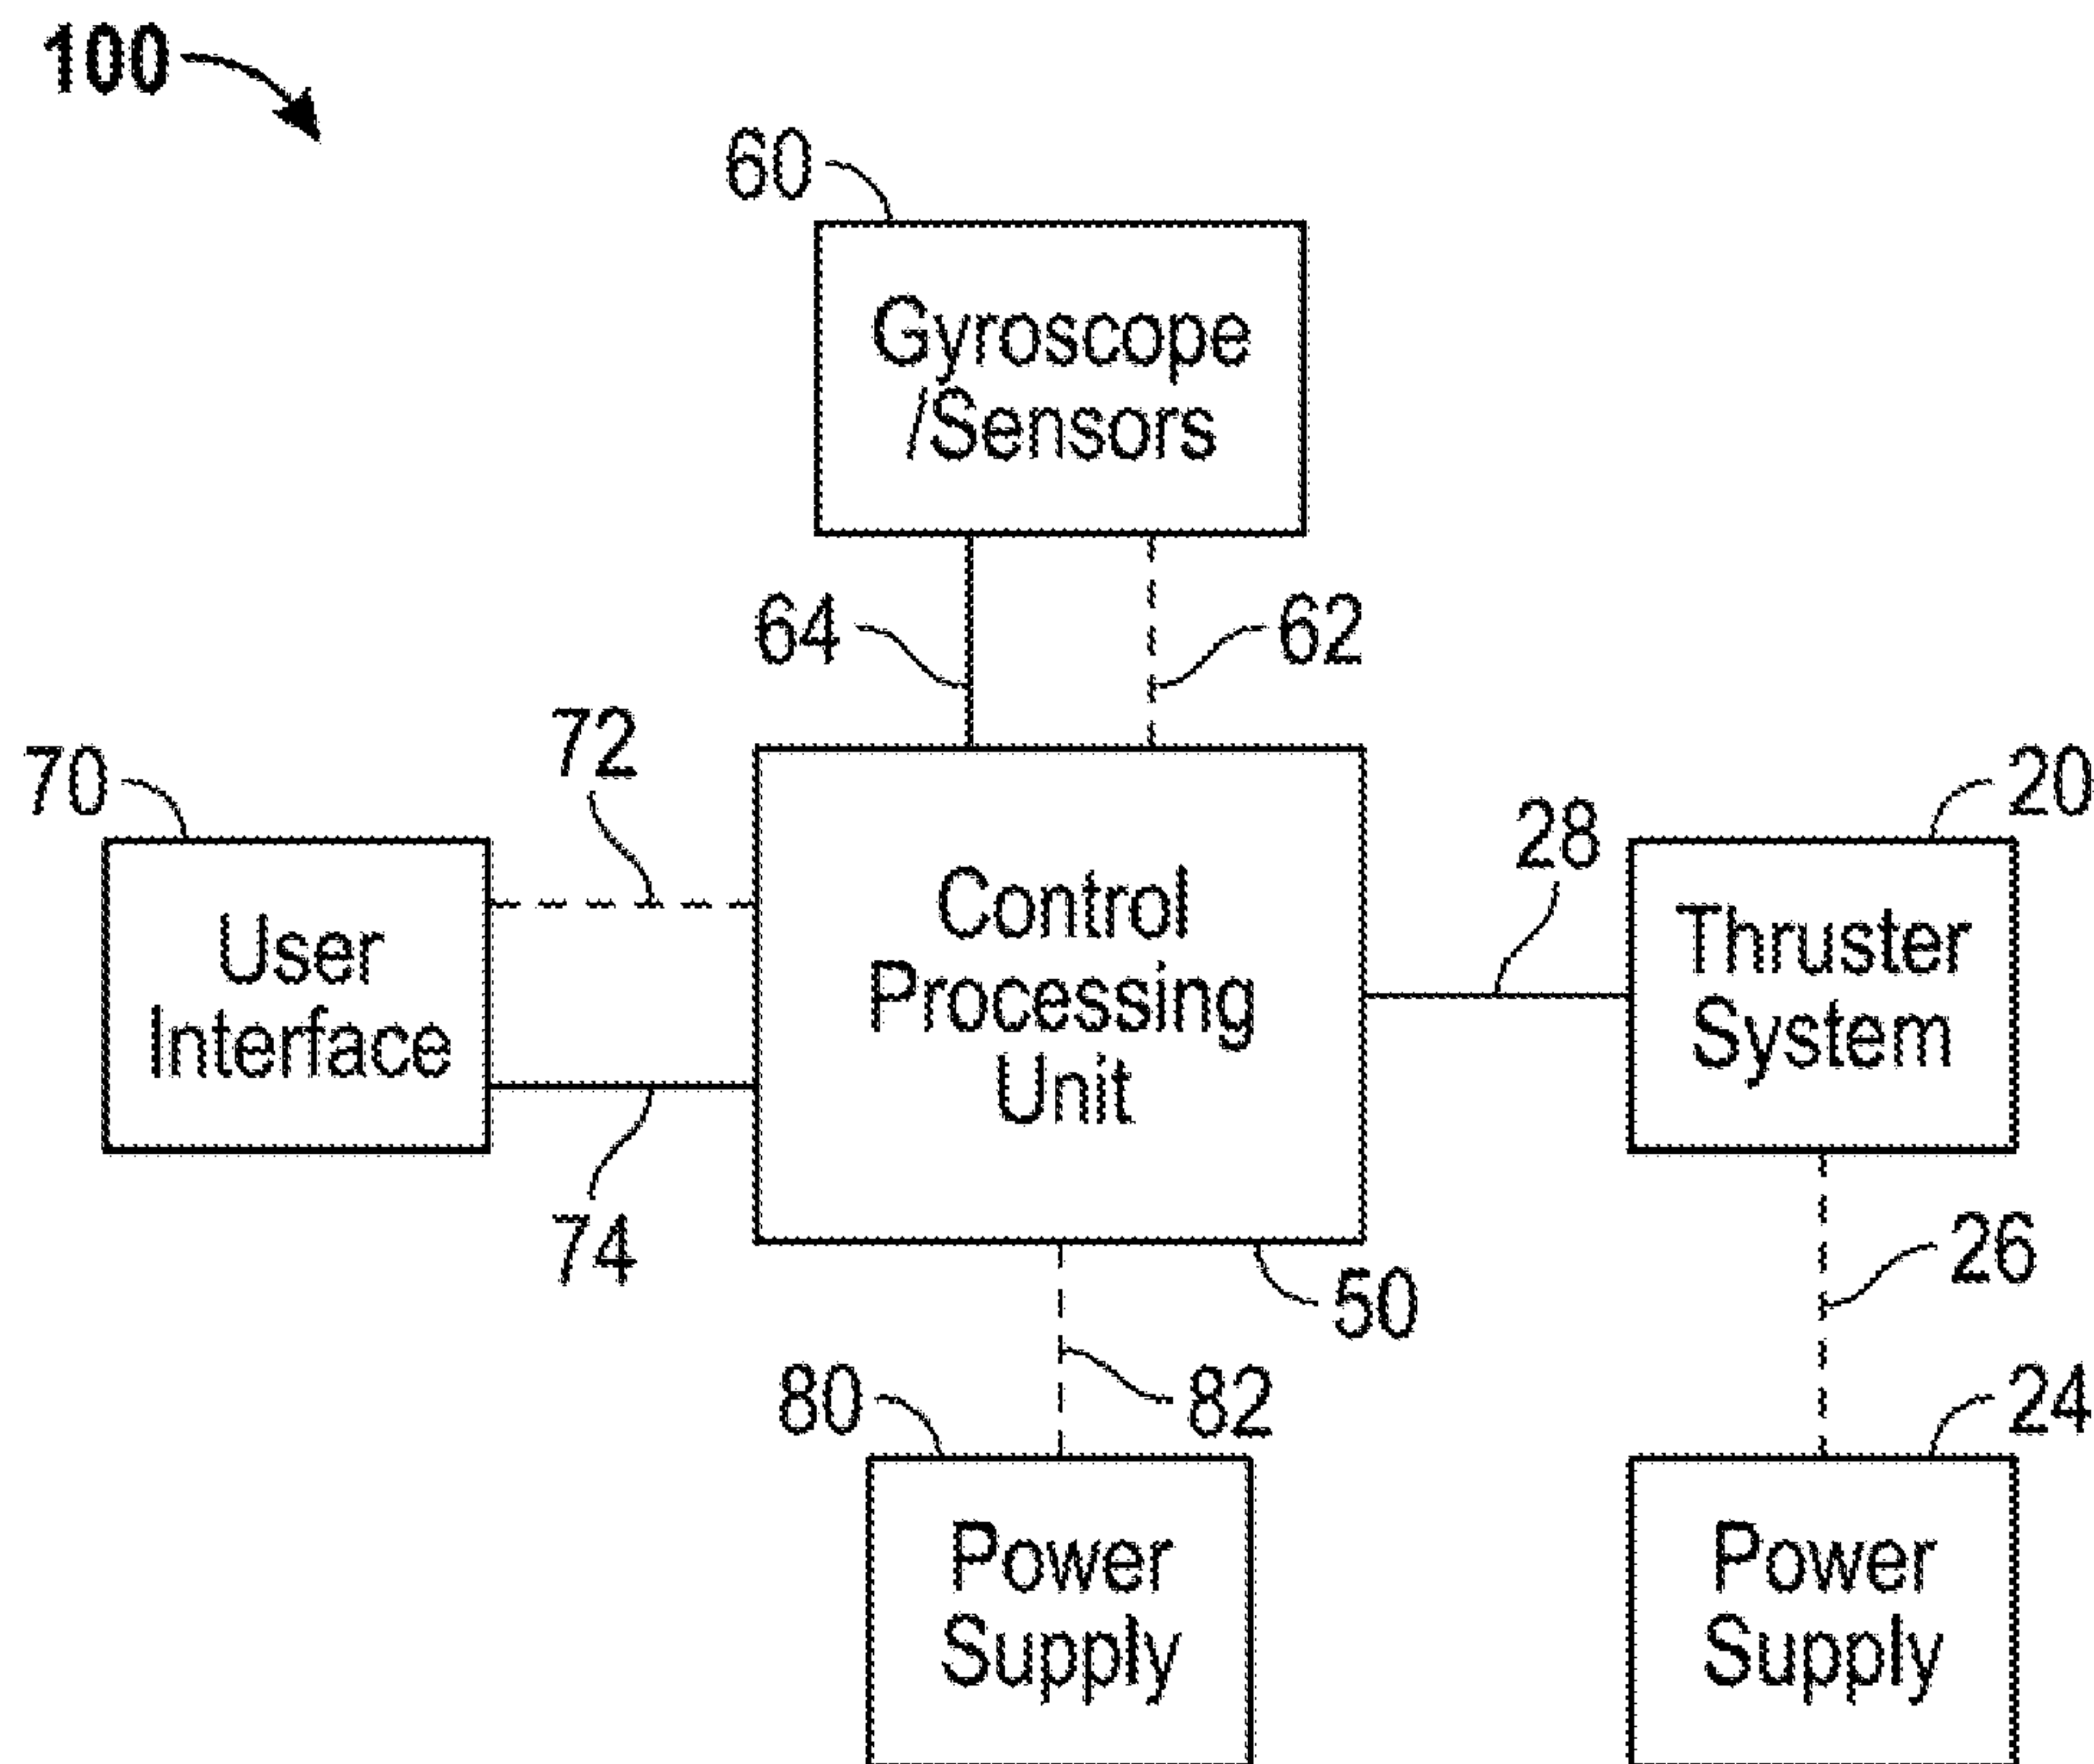 100
60
Gyroscope
/Sensors
64
62
72
70
20
28
User
Interface
Control
Processing
Unit
Thruster
System
74
26
50
80
82
24
Power
Supply
Power
Supply